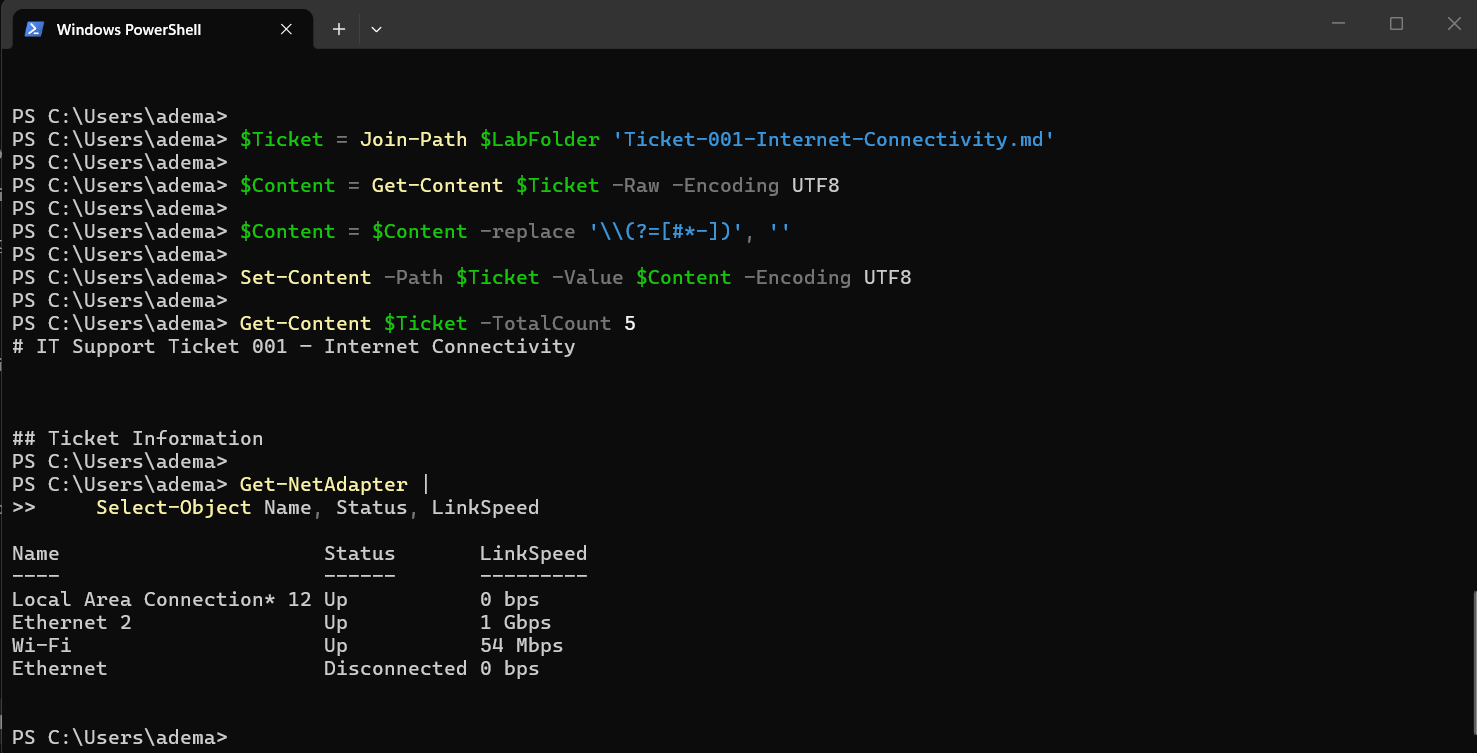 Windows PowerShell
PS C:\Users\adema>
PS C:\Users\adema> $Ticket = Join-Path $LabFolder 'Ticket-001-Internet-Connectivity.md'
PS C:\Users\adema>
PS C:\Users\adema> $Content = Get-Content $Ticket -Raw -Encoding UTF8
PS C:\Users\adema>
PS C:\Users\adema> $Content = $Content -replace '\\(?=[#*-])', ''
PS C:\Users\adema>
PS C:\Users\adema> Set-Content -Path $Ticket -Value $Content -Encoding UTF8
PS C:\Users\adema>
PS C:\Users\adema> Get-Content $Ticket -TotalCount 5
# IT Support Ticket 001 – Internet Connectivity
## Ticket Information
PS C:\Users\adema>
PS C:\Users\adema> Get-NetAdapter |
>>     Select-Object Name, Status, LinkSpeed
Name                      Status       LinkSpeed
----                      ------       ---------
Local Area Connection* 12 Up           0 bps
Ethernet 2                Up           1 Gbps
Wi-Fi                     Up           54 Mbps
Ethernet                  Disconnected 0 bps
PS C:\Users\adema>